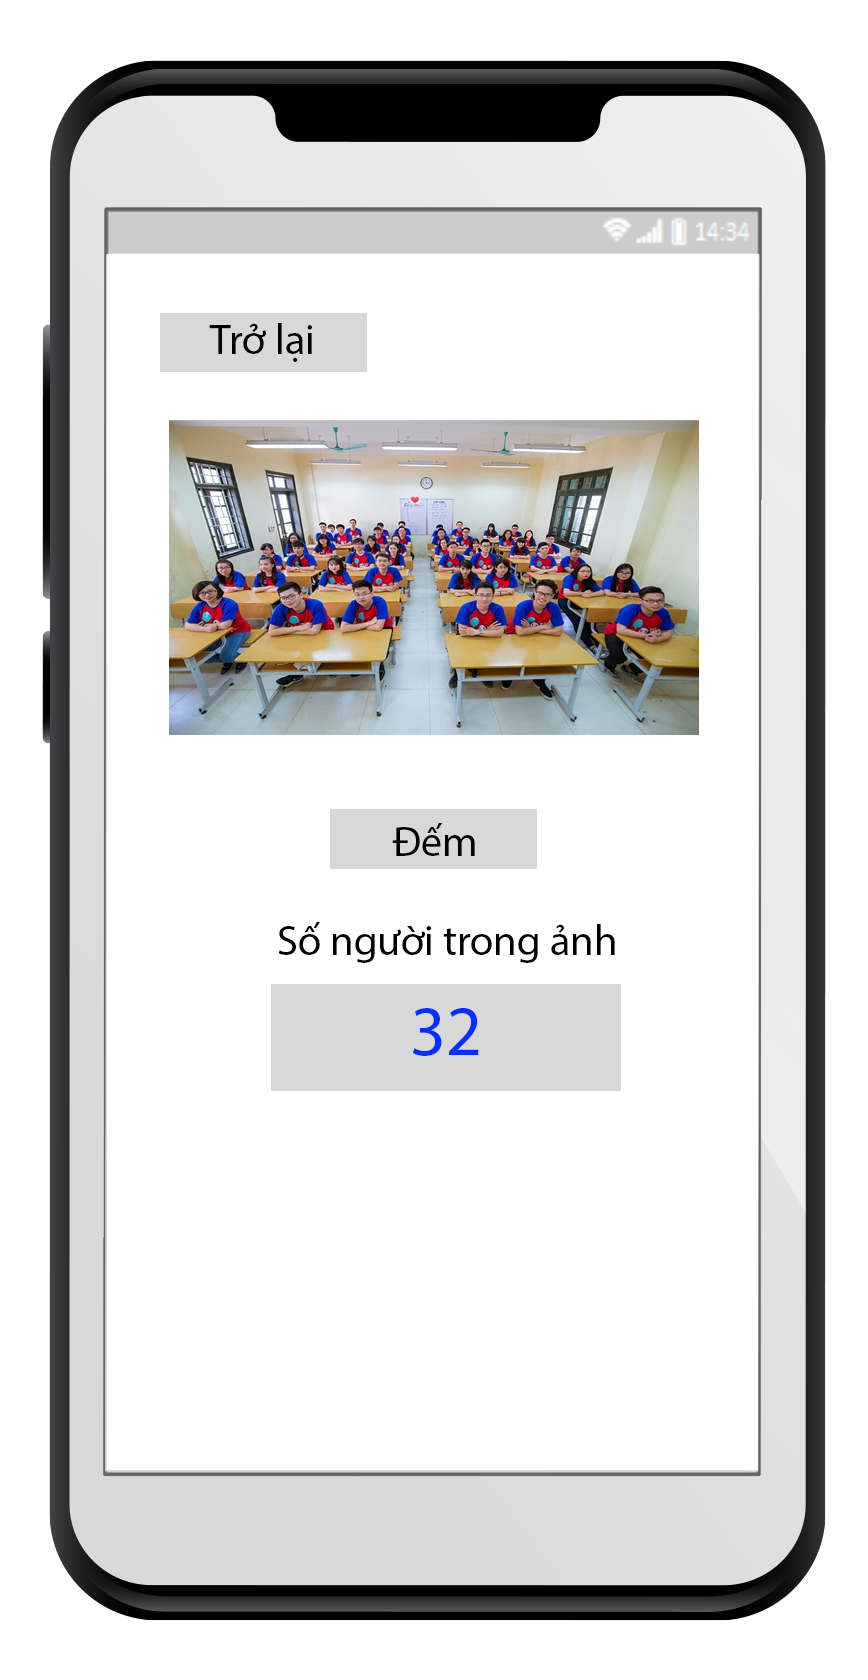 14:34
Trở lại
Đếm
Số người trong ảnh
32